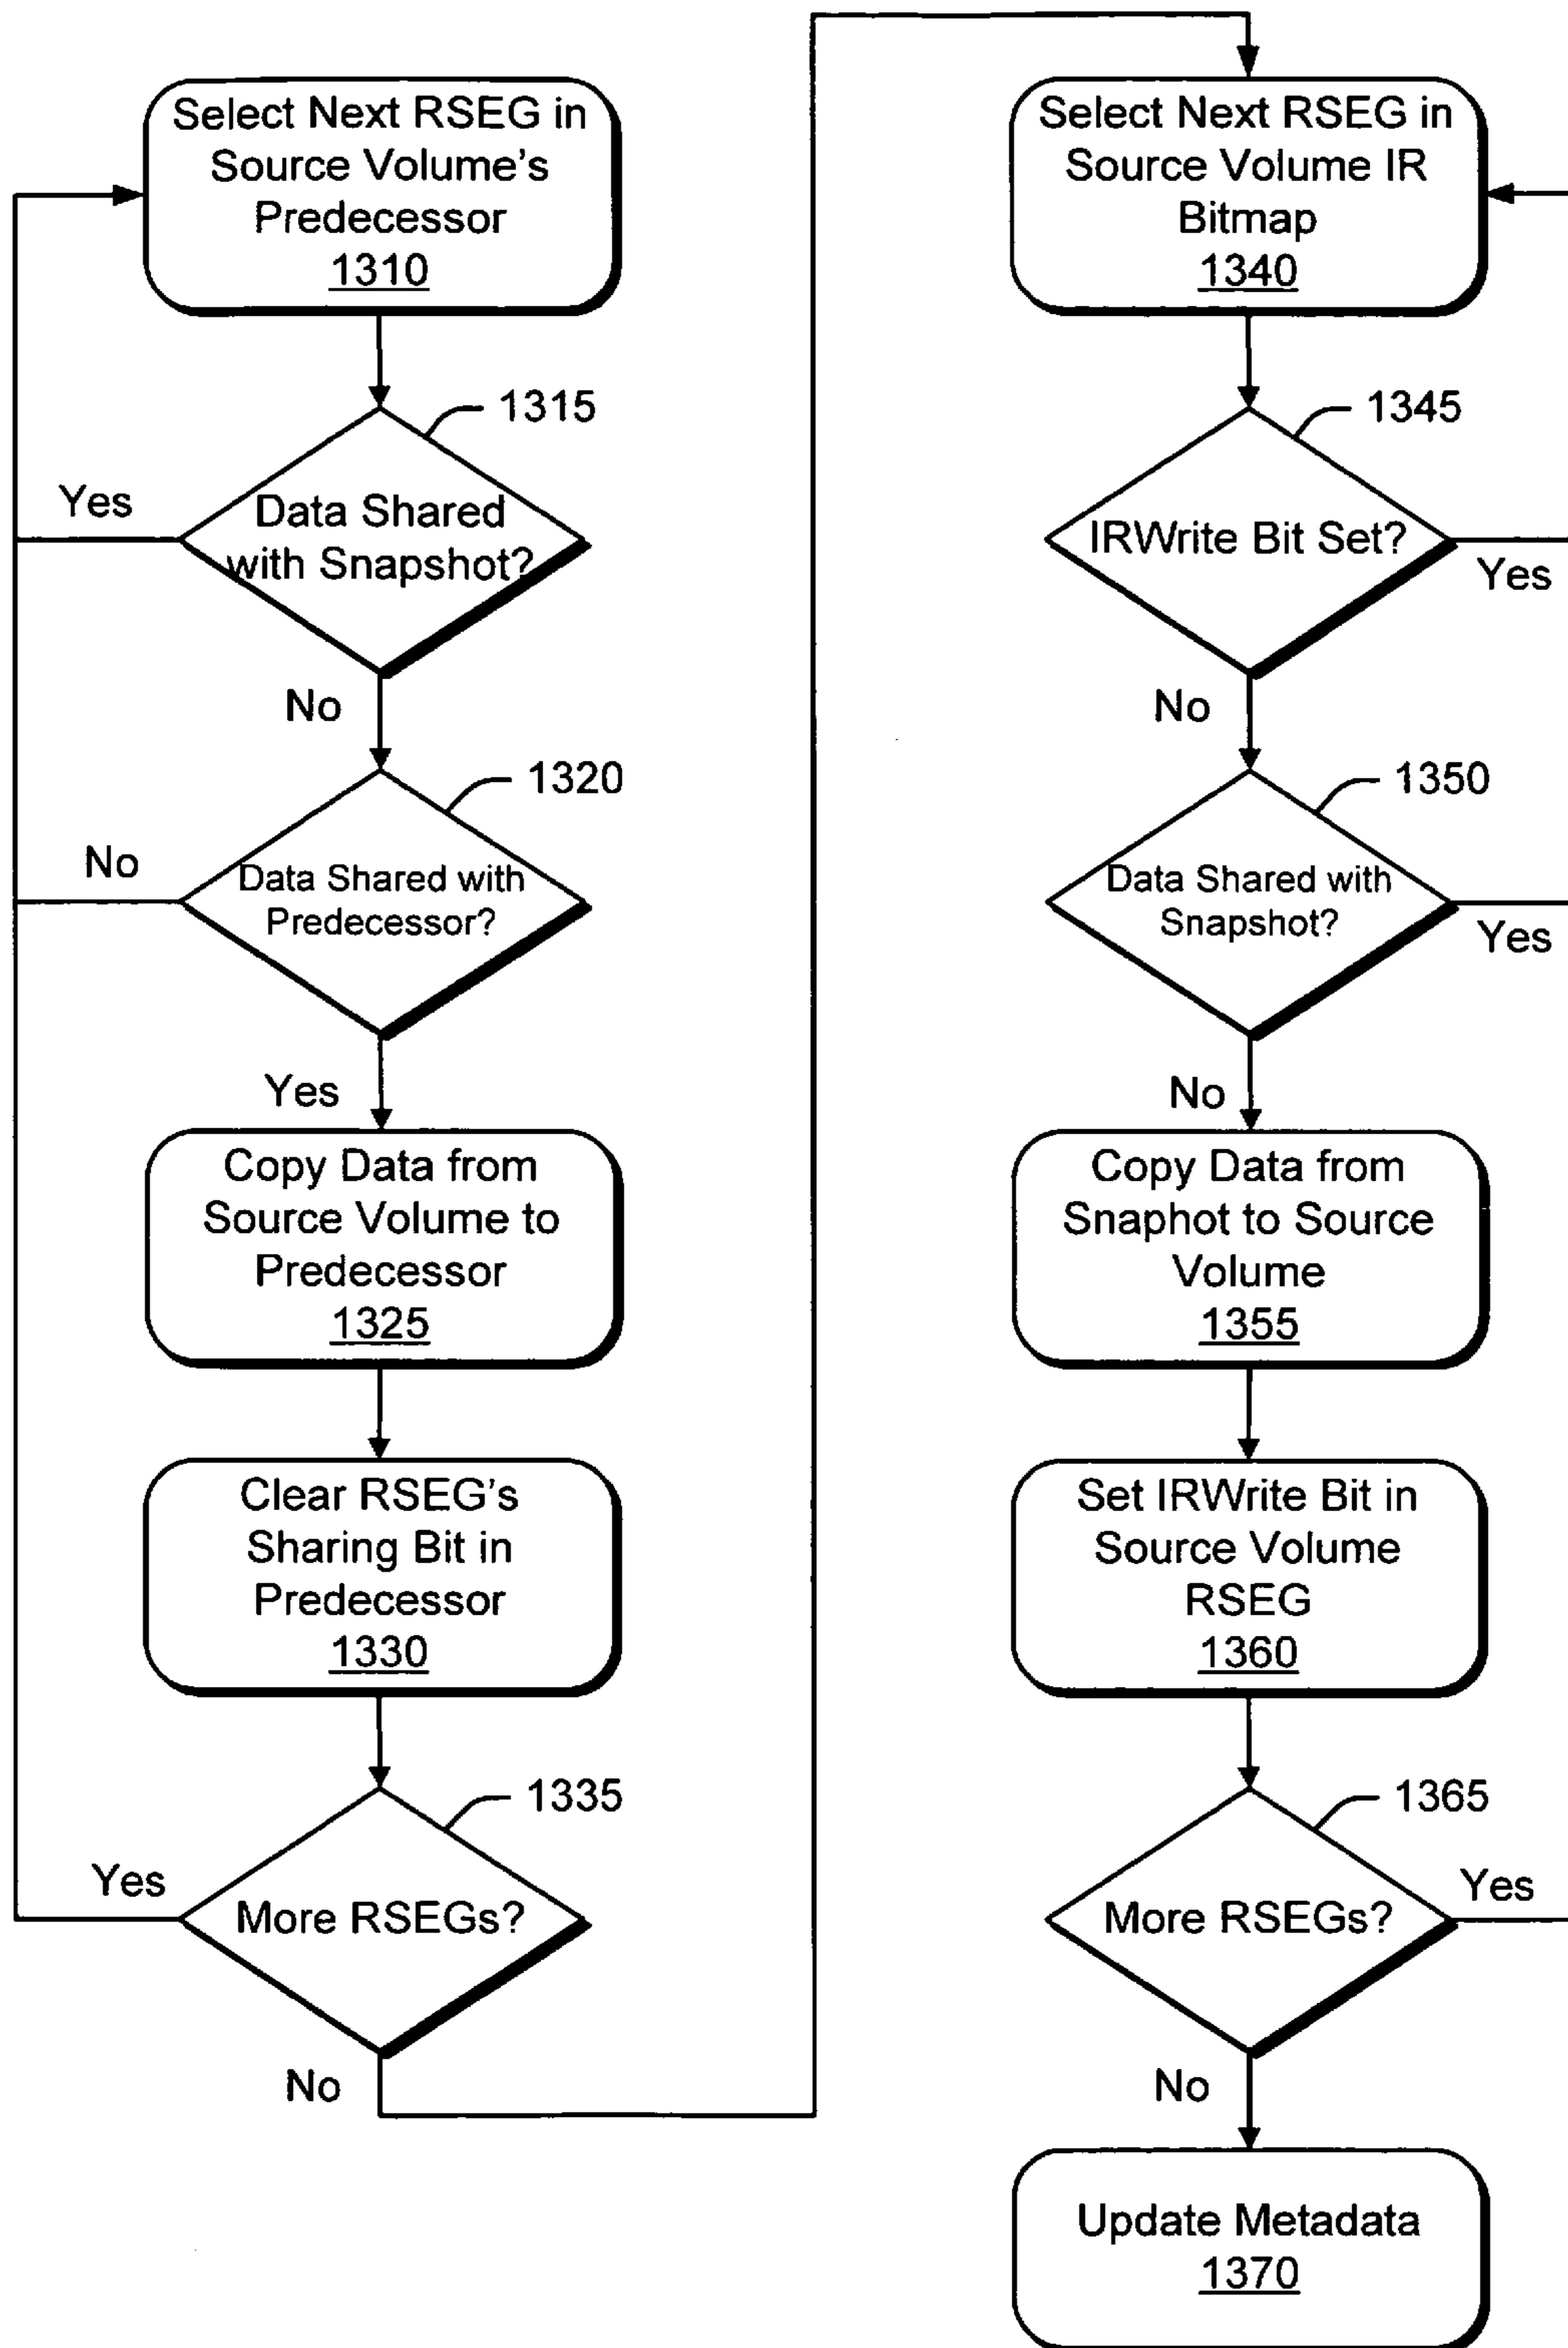 Select Next RSEG in
Source Volume's
Predecessor
1310
1315
Yes
Data Shared
with Snapshot?
No
1320
No
Data Shared with
Predecessor?
Yes
Copy Data from
Source Volume to
Predecessor
1325
Clear RSEG's
Sharing Bit in
Predecessor
1330
1335
Yes
More RSEGs?
No
Select Next RSEG in
Source Volume IR
Bitmap
1340
1345
IRWrite Bit Set?
Yes
No
1350
Data Shared with
Snapshot?
Yes
No
Copy Data from
Snaphot to Source
Volume
1355
Set IRWrite Bit in
Source Volume
RSEG
1360
1365
Yes
More RSEGs?
No
Update Metadata
1370